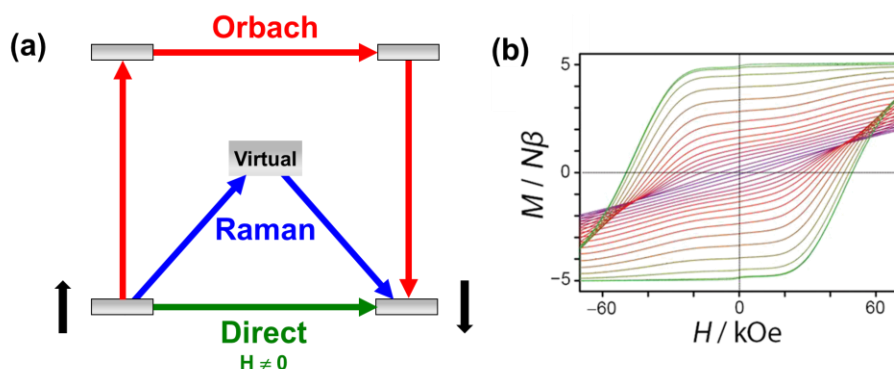 (a)
Orbach
Virtual
Raman
Direct
H ≠ 0
(b)
M / Nβ
5
0
−5
−60
0
60
H / kOe